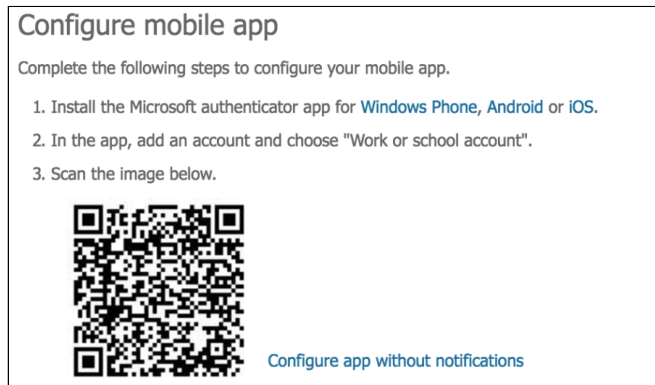 Configure mobile app
Complete the following steps to configure your mobile app.
1. Install the Microsoft authenticator app for Windows Phone, Android or iOS.
2. In the app, add an account and choose "Work or school account".
3. Scan the image below.
Configure app without notifications